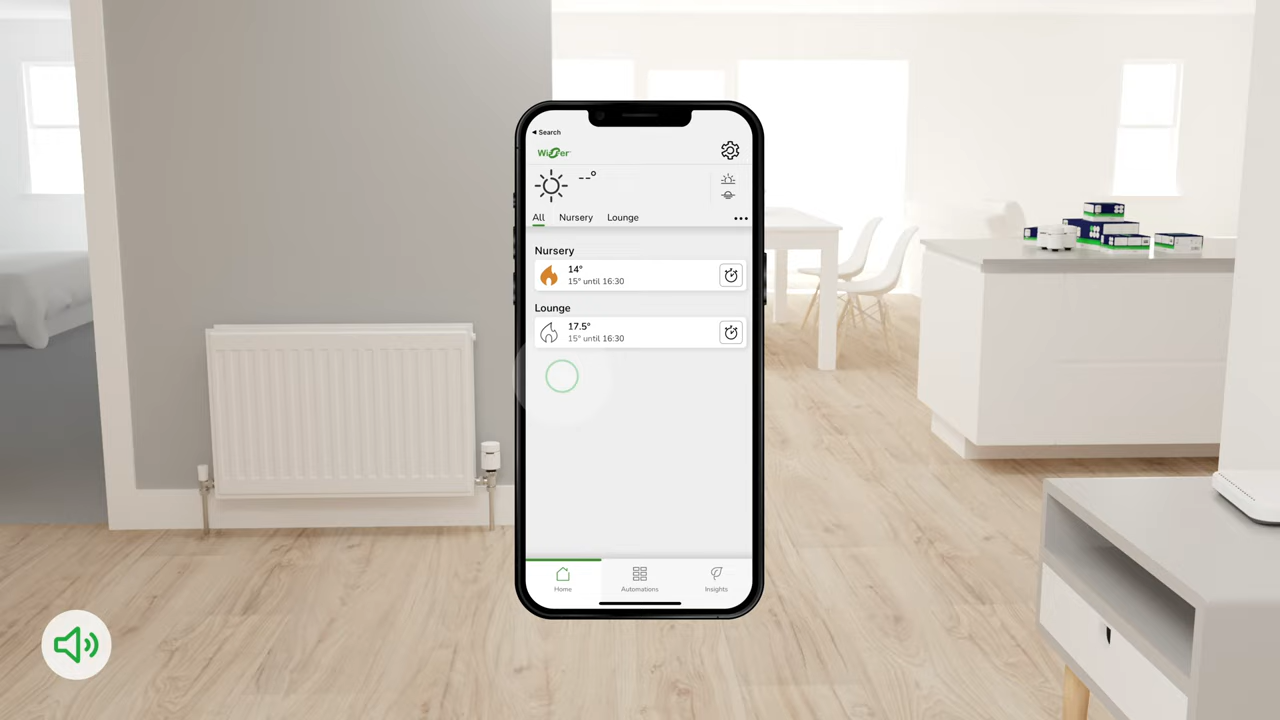 Search
Wiser
--°
All Nursery Lounge
Nursery
14°
15° until 16:30
Lounge
17.5°
15° until 16:30
Home Automations Insights